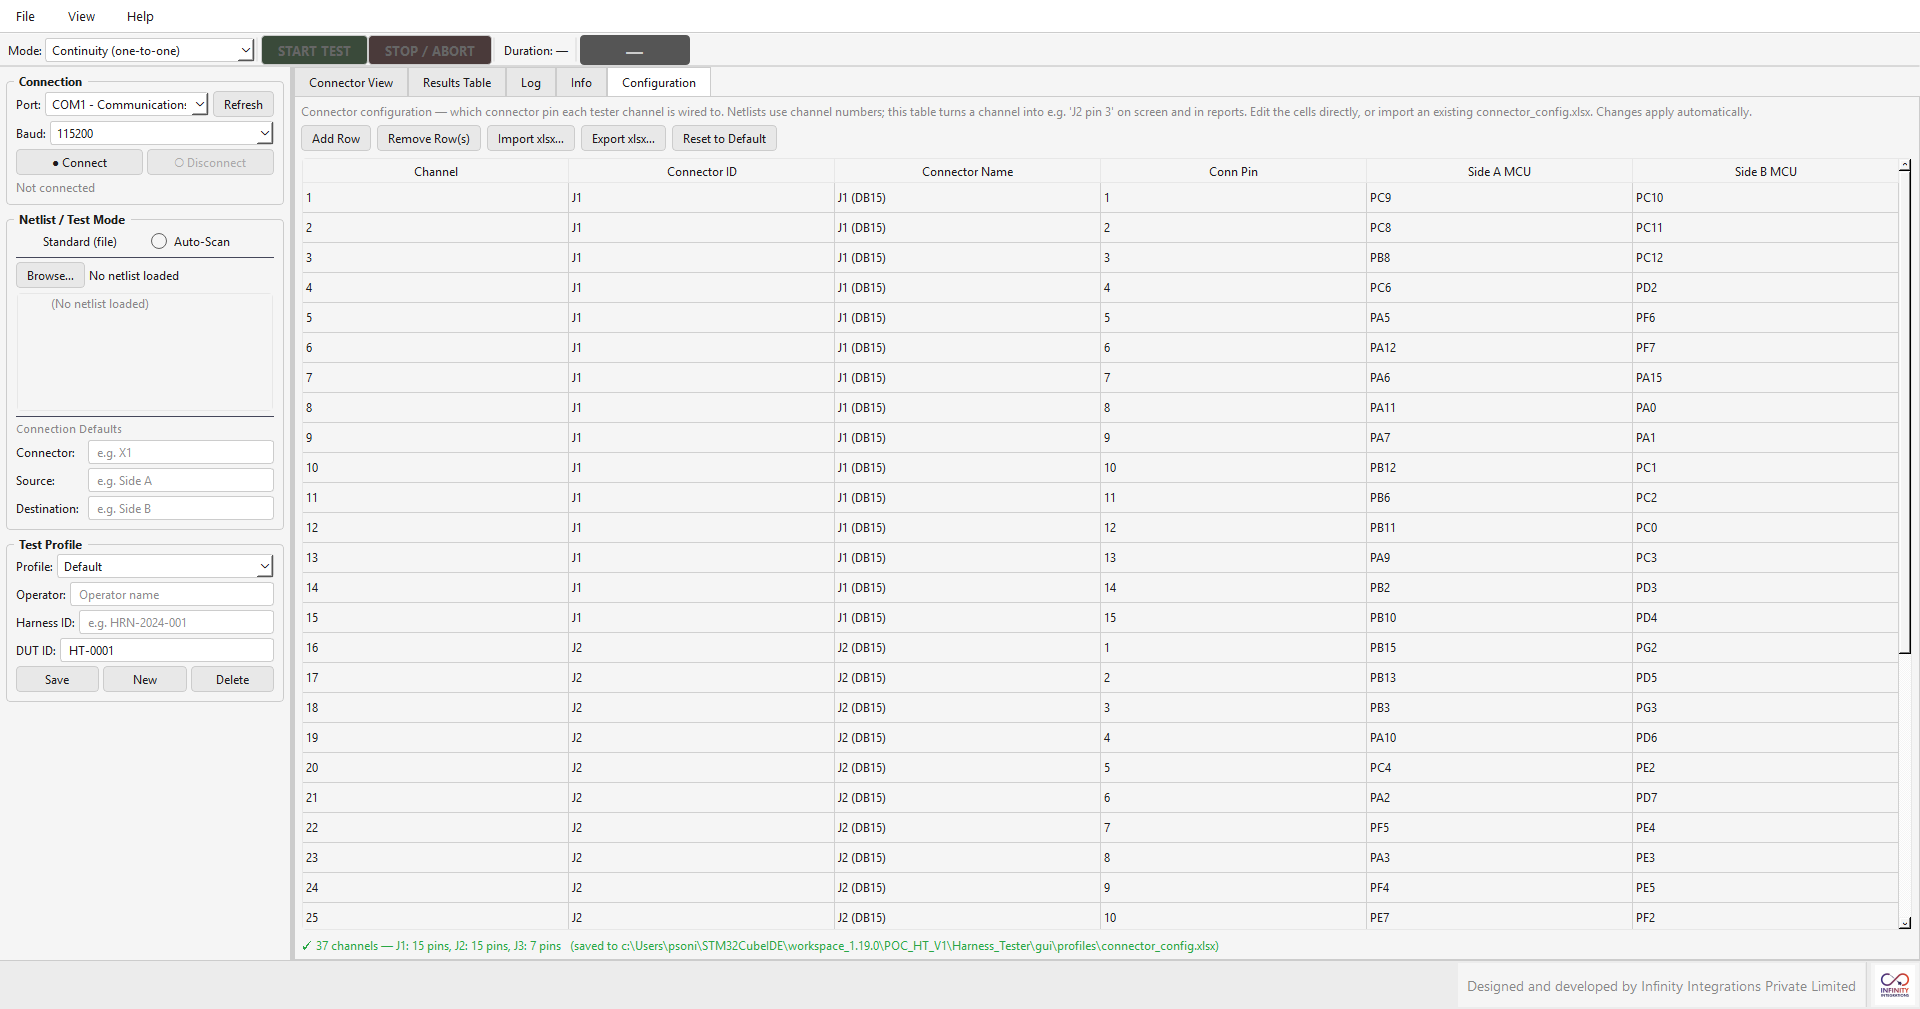 File View Help
Mode: Continuity (one-to-one) START TEST STOP / ABORT Duration: — —
Connection
Port: COM1 - Communications Refresh
Baud: 115200
● Connect ○ Disconnect
Not connected
Netlist / Test Mode
Standard (file) Auto-Scan
Browse... No netlist loaded
(No netlist loaded)
Connection Defaults
Connector: e.g. X1
Source: e.g. Side A
Destination: e.g. Side B
Test Profile
Profile: Default
Operator: Operator name
Harness ID: e.g. HRN-2024-001
DUT ID: HT-0001
Save New Delete
Connector View Results Table Log Info Configuration
Connector configuration — which connector pin each tester channel is wired to. Netlists use channel numbers; this table turns a channel into e.g. 'J2 pin 3' on screen and in reports. Edit the cells directly, or import an existing connector_config.xlsx. Changes apply automatically.
Add Row Remove Row(s) Import xlsx... Export xlsx... Reset to Default
Channel Connector ID Connector Name Conn Pin Side A MCU Side B MCU
1 J1 J1 (DB15) 1 PC9 PC10
2 J1 J1 (DB15) 2 PC8 PC11
3 J1 J1 (DB15) 3 PB8 PC12
4 J1 J1 (DB15) 4 PC6 PD2
5 J1 J1 (DB15) 5 PA5 PF6
6 J1 J1 (DB15) 6 PA12 PF7
7 J1 J1 (DB15) 7 PA6 PA15
8 J1 J1 (DB15) 8 PA11 PA0
9 J1 J1 (DB15) 9 PA7 PA1
10 J1 J1 (DB15) 10 PB12 PC1
11 J1 J1 (DB15) 11 PB6 PC2
12 J1 J1 (DB15) 12 PB11 PC0
13 J1 J1 (DB15) 13 PA9 PC3
14 J1 J1 (DB15) 14 PB2 PD3
15 J1 J1 (DB15) 15 PB10 PD4
16 J2 J2 (DB15) 1 PB15 PG2
17 J2 J2 (DB15) 2 PB13 PD5
18 J2 J2 (DB15) 3 PB3 PG3
19 J2 J2 (DB15) 4 PA10 PD6
20 J2 J2 (DB15) 5 PC4 PE2
21 J2 J2 (DB15) 6 PA2 PD7
22 J2 J2 (DB15) 7 PF5 PE4
23 J2 J2 (DB15) 8 PA3 PE3
24 J2 J2 (DB15) 9 PF4 PE5
25 J2 J2 (DB15) 10 PE7 PF2
✓ 37 channels — J1: 15 pins, J2: 15 pins, J3: 7 pins (saved to c:\Users\psoni\STM32CubeIDE\workspace_1.19.0\POC_HT_V1\Harness_Tester\gui\profiles\connector_config.xlsx)
Designed and developed by Infinity Integrations Private Limited
INFINITY
INTEGRATIONS